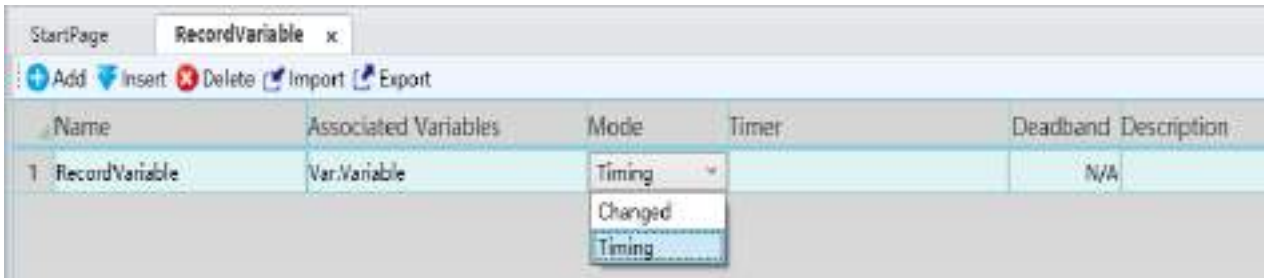 StartPage RecordVariable x
Add Insert Delete Import Export
Name Associated Variables Mode Timer Deadband Description
1 RecordVariable Var.Variable Timing N/A
Changed
Timing